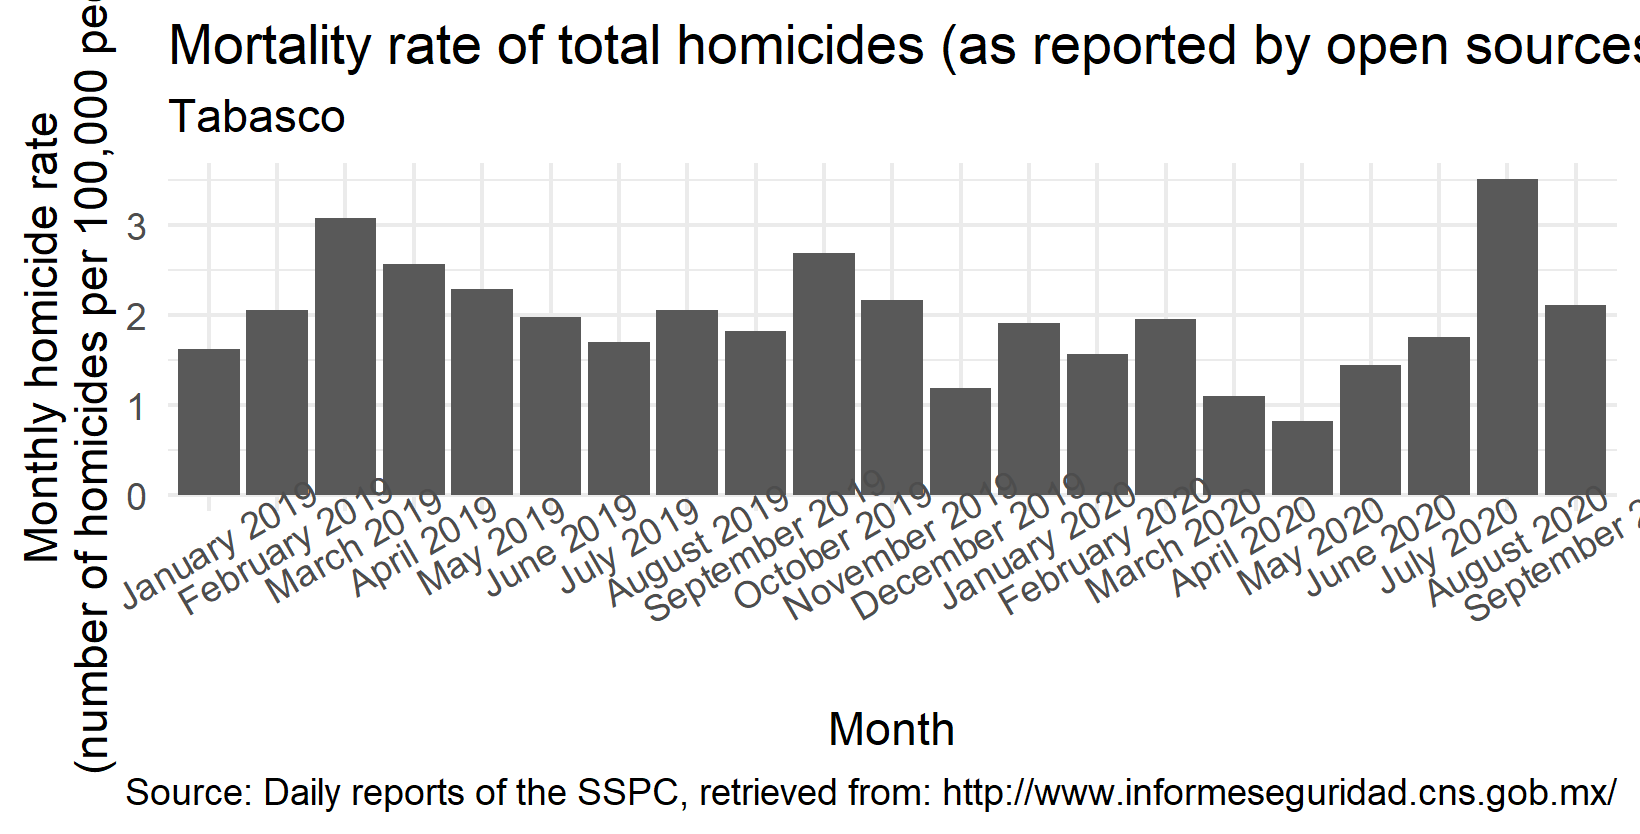 Mortality rate of total homicides (as reported by open sources
Tabasco
Monthly homicide rate
(number of homicides per 100,000
3
2
1
0
January 2019
February 2019
March 2019
April 2019
May 2019
June 2019
July 2019
August 2019
September 2019
October 2019
November 2019
December 2019
January 2020
February 2020
March 2020
April 2020
May 2020
June 2020
July 2020
August 2020
September
Month
Source: Daily reports of the SSPC, retrieved from: http://www.informeseguridad.cns.gob.mx/